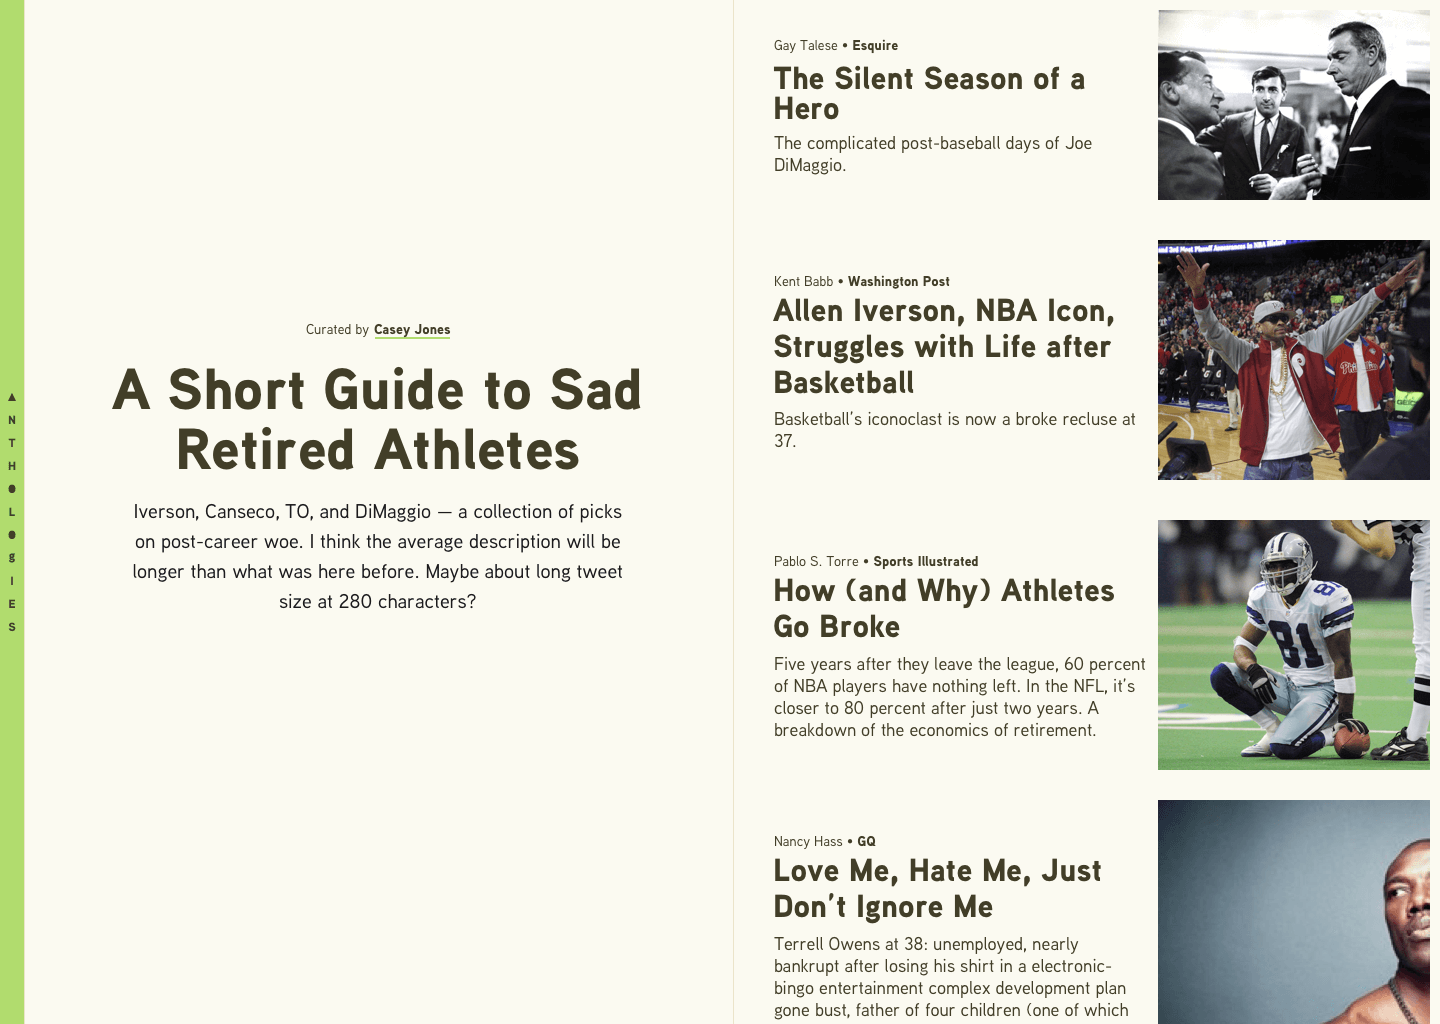 ANTHOLOgIES
Curated by Casey Jones
A Short Guide to Sad
Retired Athletes
Iverson, Canseco, TO, and DiMaggio — a collection of picks
on post-career woe. I think the average description will be
longer than what was here before. Maybe about long tweet
size at 280 characters?
Gay Talese • Esquire
The Silent Season of a
Hero
The complicated post-baseball days of Joe
DiMaggio.
Kent Babb • Washington Post
Allen Iverson, NBA Icon,
Struggles with Life after
Basketball
Basketball's iconoclast is now a broke recluse at
37.
Pablo S. Torre • Sports Illustrated
How (and Why) Athletes
Go Broke
Five years after they leave the league, 60 percent
of NBA players have nothing left. In the NFL, it's
closer to 80 percent after just two years. A
breakdown of the economics of retirement.
81
Nancy Hass • GQ
Love Me, Hate Me, Just
Don't Ignore Me
Terrell Owens at 38: unemployed, nearly
bankrupt after losing his shirt in a electronic-
bingo entertainment complex development plan
gone bust, father of four children (one of which